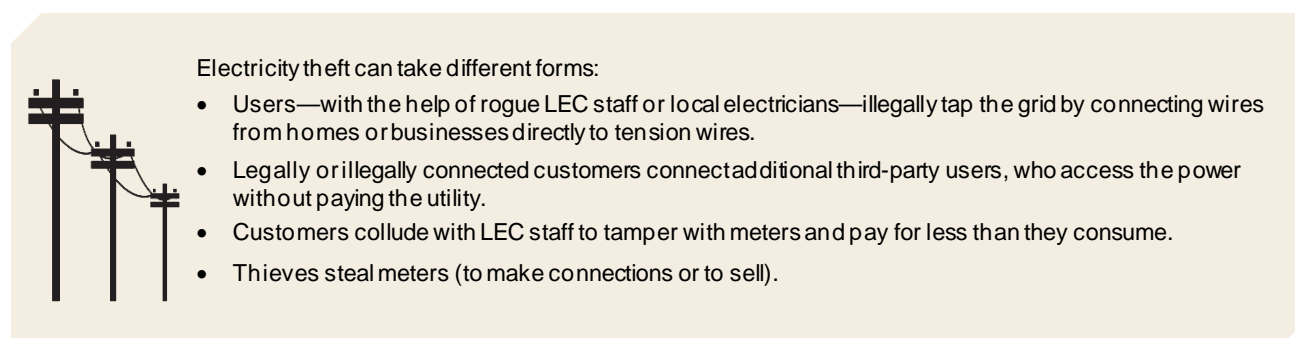 Electricity theft can take different forms:
• Users—with the help of rogue LEC staff or local electricians—illegally tap the grid by connecting wires
from homes or businesses directly to tension wires.
• Legally or illegally connected customers connect additional third-party users, who access the power
without paying the utility.
• Customers collude with LEC staff to tamper with meters and pay for less than they consume.
• Thieves steal meters (to make connections or to sell).